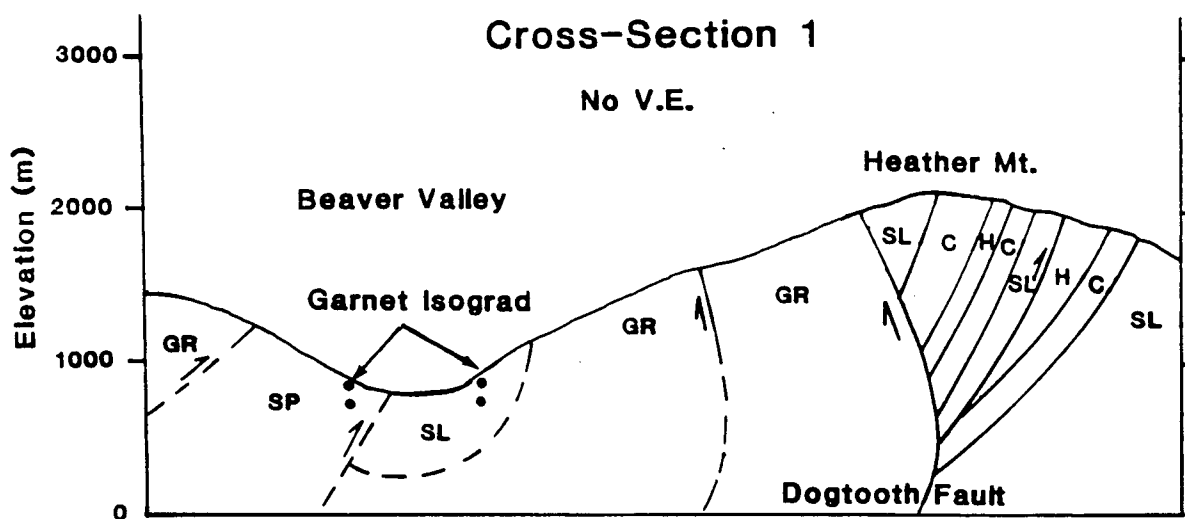 Cross-Section 1
3000
No V.E.
Heather Mt.
Elevation (m)
Beaver Valley
2000
SL
C
H
C
SL
H
C
SL
Garnet Isograd
GR
GR
GR
1000
SP
SL
Dogtooth Fault
0